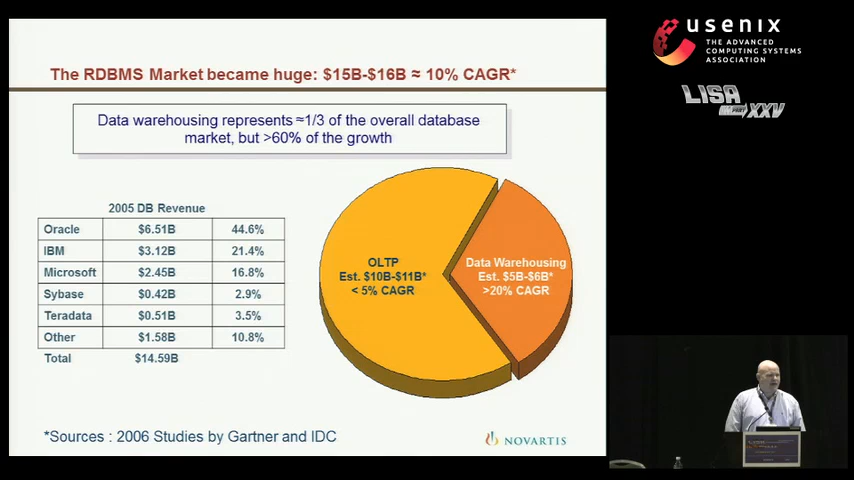 The RDBMS Market became huge: $15B-$16B ≈ 10% CAGR*
Data warehousing represents ≈1/3 of the overall database
market, but >60% of the growth
2005 DB Revenue
Oracle $6.51B 44.6%
IBM $3.12B 21.4%
Microsoft $2.45B 16.8%
Sybase $0.42B 2.9%
Teradata $0.51B 3.5%
Other $1.58B 10.8%
Total $14.59B
OLTP
Est. $10B-$11B*
< 5% CAGR
Data Warehousing
Est. $5B-$6B*
>20% CAGR
*Sources : 2006 Studies by Gartner and IDC
NOVARTIS
usenix
THE ADVANCED
COMPUTING SYSTEMS
ASSOCIATION
LISA
XXV